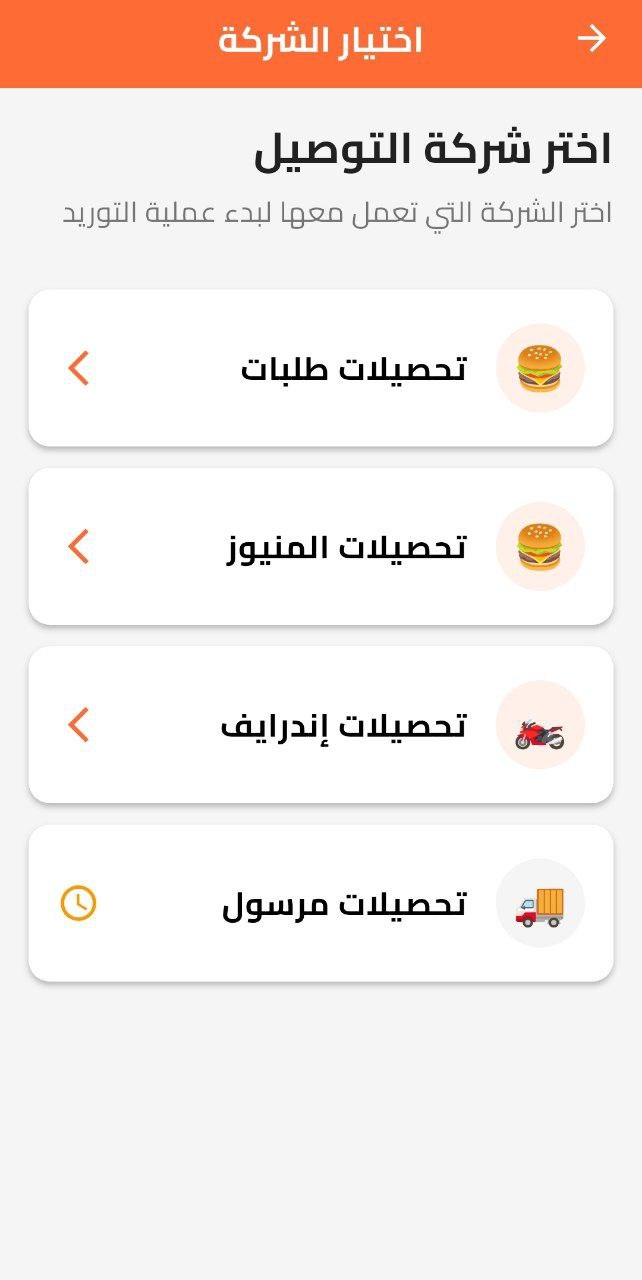 اختيار الشركة
اختر شركة التوصيل
اختر الشركة التي تعمل معها لبدء عملية التوريد
تحصيلات طلبات
تحصيلات المنيوز
تحصيلات إندرايف
تحصيلات مرسول